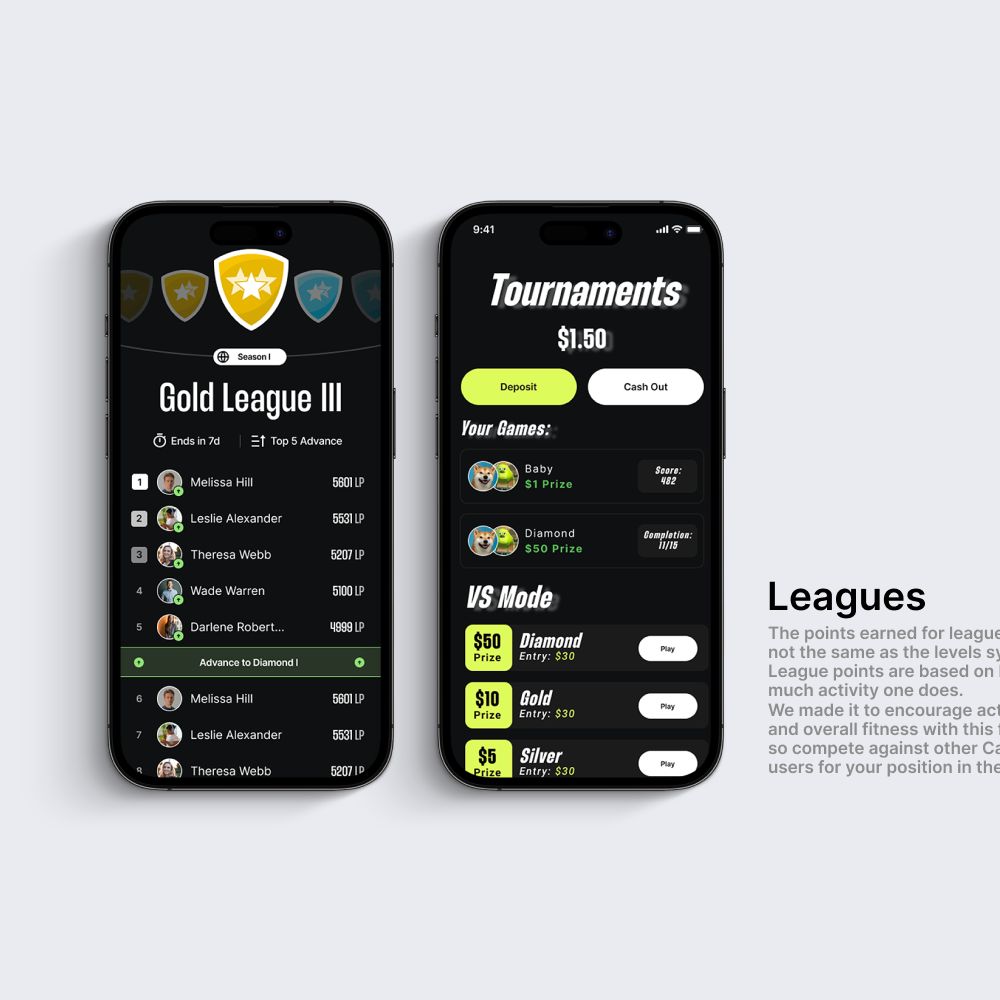 Season I
Gold League III
Ends in 7d
Top 5 Advance
1 Melissa Hill 5601 LP
2 Leslie Alexander 5531 LP
3 Theresa Webb 5207 LP
4 Wade Warren 5100 LP
5 Darlene Robert... 4999 LP
Advance to Diamond I
6 Melissa Hill 5601 LP
7 Leslie Alexander 5531 LP
8 Theresa Webb 5207 LP
9:41
Tournaments
$1.50
Deposit
Cash Out
Your Games:
Baby
$1 Prize
Score:
482
Diamond
$50 Prize
Completion:
11/15
VS Mode
$50
Prize
Diamond
Entry: $30
Play
$10
Prize
Gold
Entry: $30
Play
$5
Prize
Silver
Entry: $30
Play
Leagues
The points earned for league
not the same as the levels
League points are based on
much activity one does.
We made it to encourage
and overall fitness with this
so compete against other
users for your position in the